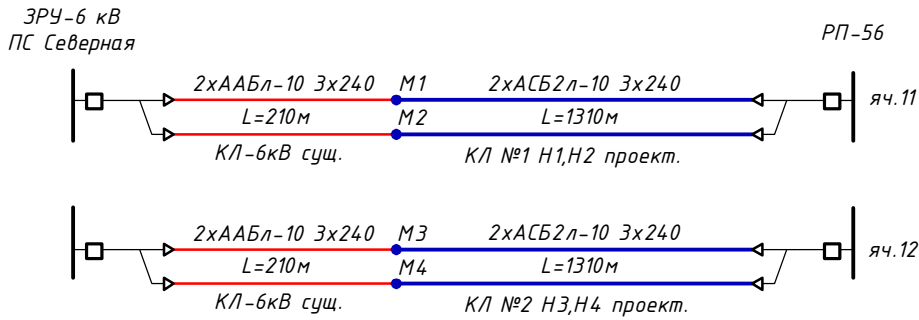 ЗРУ-6 кВ
ПС Северная
РП-56
2хААБл-10 3х240
М1
2хАСБ2л-10 3х240
яч.11
L=210м
М2
L=1310м
КЛ-6кВ сущ.
КЛ №1 Н1,Н2 проект.
2хААБл-10 3х240
М3
2хАСБ2л-10 3х240
яч.12
L=210м
М4
L=1310м
КЛ-6кВ сущ.
КЛ №2 Н3,Н4 проект.